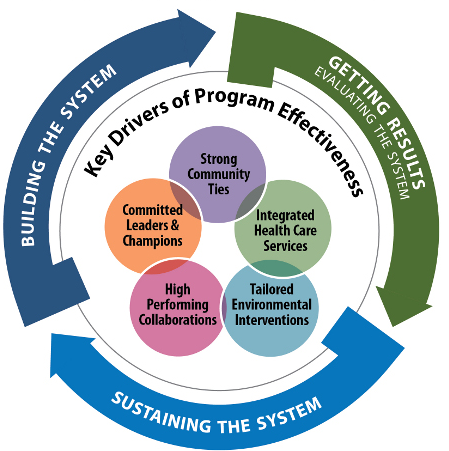 BUILDING THE SYSTEM
GETTING RESULTS
EVALUATING THE SYSTEM
Key Drivers of Program Effectiveness
Strong
Community
Ties
Committed
Leaders &
Champions
Integrated
Health Care
Services
High
Performing
Collaborations
Tailored
Environmental
Interventions
SUSTAINING THE SYSTEM